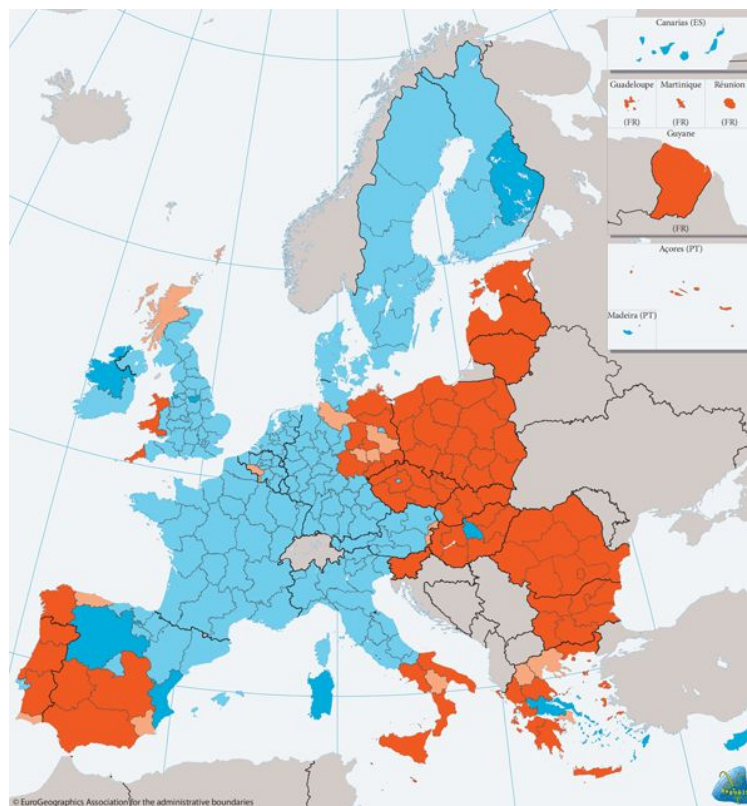 Canarias (ES)
Guadeloupe Martinique Réunion
(FR) (FR) (FR)
Guyane
(FR)
Açores (PT)
Madeira (PT)
© EuroGeographics Association for the administrative boundaries